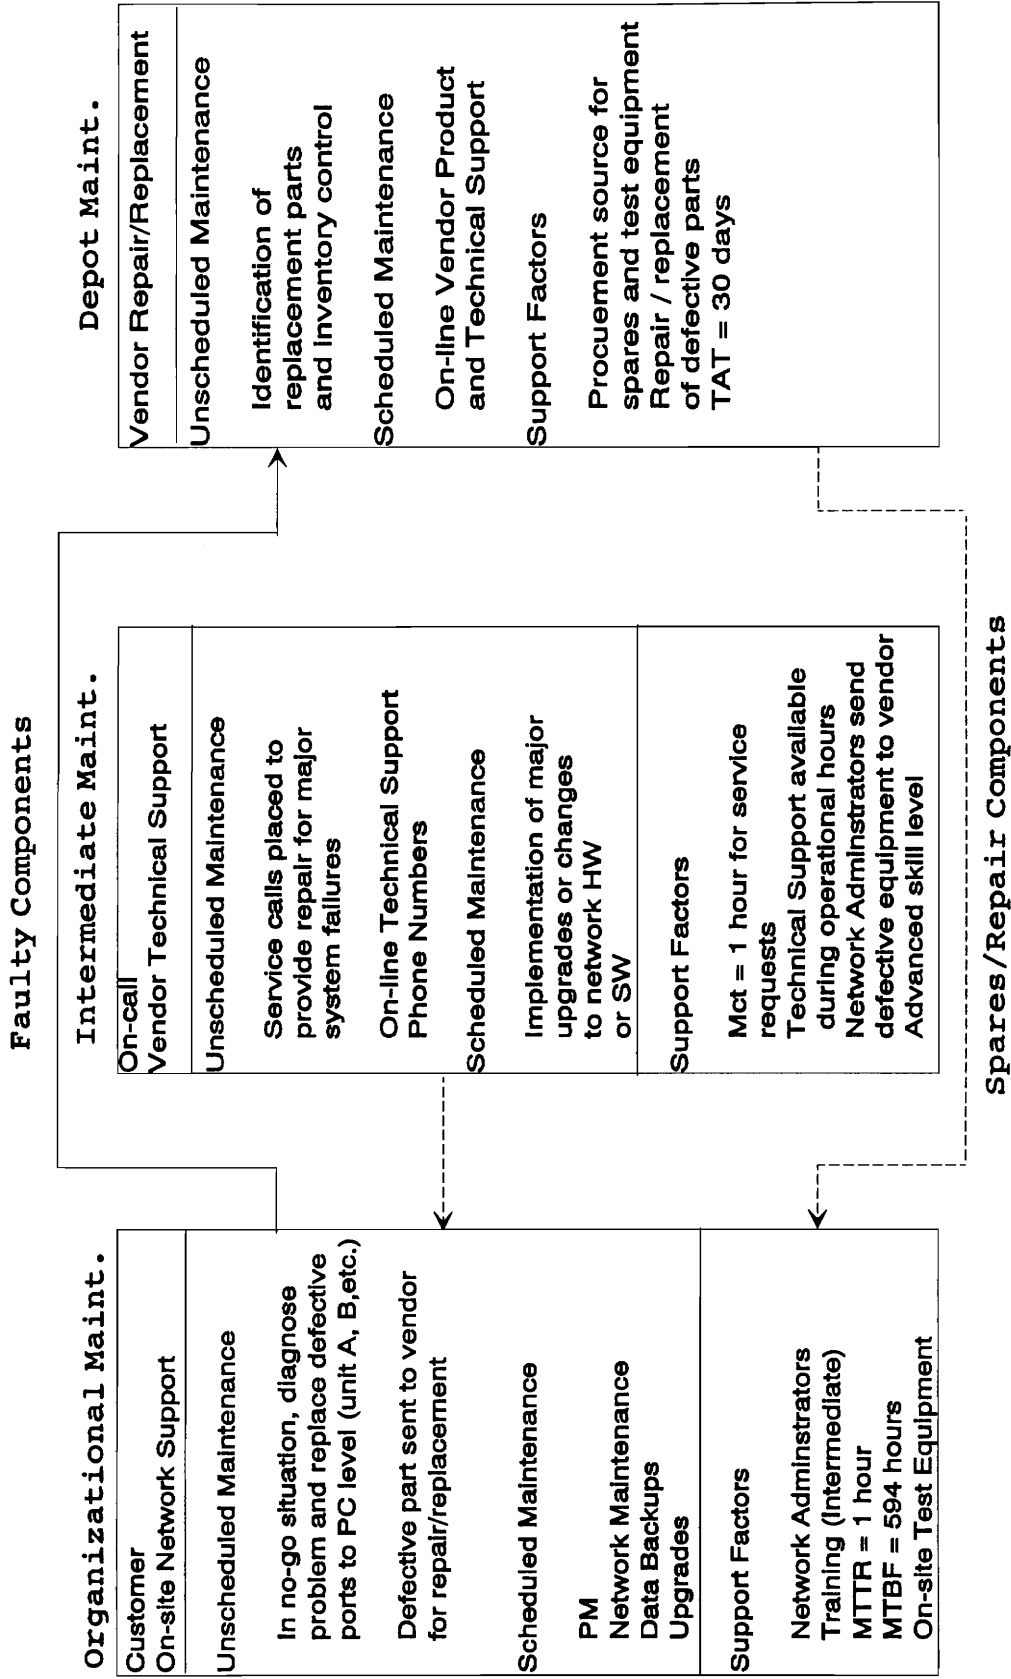 Faulty Components
Organizational Maint.
Customer
On-site Network Support
Unscheduled Maintenance
In no-go situation, diagnose
problem and replace defective
ports to PC level (unit A, B,etc.)
Defective part sent to vendor
for repair/replacement
Scheduled Maintenance
PM
Network Maintenance
Data Backups
Upgrades
Support Factors
Network Adminstrators
Training (Intermediate)
MTTR = 1 hour
MTBF = 594 hours
On-site Test Equipment
Intermediate Maint.
On-call
Vendor Technical Support
Unscheduled Maintenance
Service calls placed to
provide repair for major
system failures
On-line Technical Support
Phone Numbers
Scheduled Maintenance
Implementation of major
upgrades or changes
to network HW
or SW
Support Factors
Mct = 1 hour for service
requests
Technical Support available
during operational hours
Network Adminstrators send
defective equipment to vendor
Advanced skill level
Depot Maint.
Vendor Repair/Replacement
Unscheduled Maintenance
Identification of
replacement parts
and inventory control
Scheduled Maintenance
On-line Vendor Product
and Technical Support
Support Factors
Procuement source for
spares and test equipment
Repair / replacement
of defective parts
TAT = 30 days
Spares/Repair Components